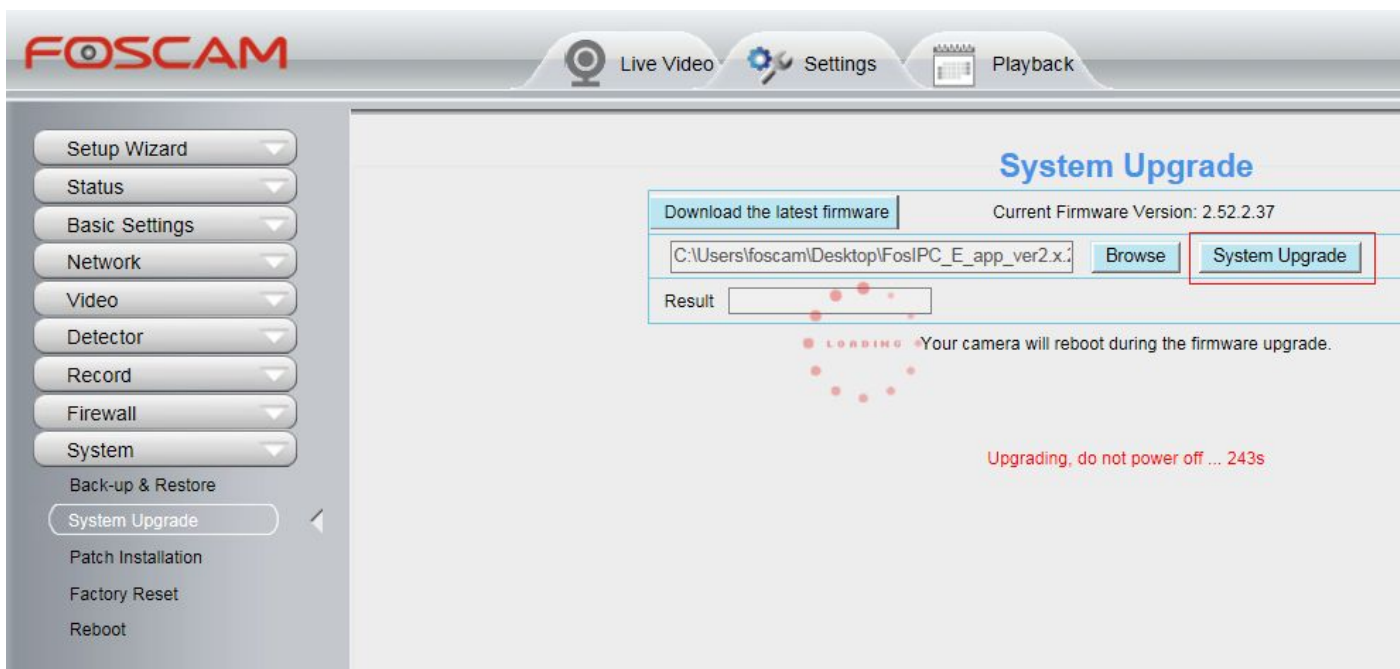 FOSCAM
Live Video
Settings
Playback
Setup Wizard
Status
Basic Settings
Network
Video
Detector
Record
Firewall
System
Back-up & Restore
System Upgrade
Patch Installation
Factory Reset
Reboot
System Upgrade
Download the latest firmware Current Firmware Version: 2.52.2.37
C:\Users\foscam\Desktop\FosIPC_E_app_ver2.x. Browse System Upgrade
Result
LOADING Your camera will reboot during the firmware upgrade.
Upgrading, do not power off ... 243s